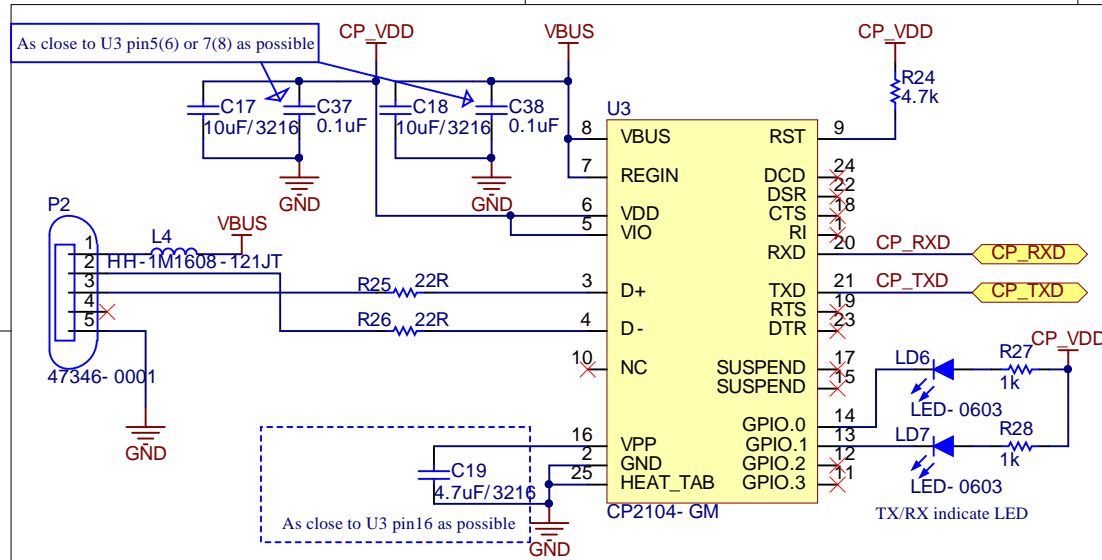 As close to U3 pin5(6) or 7(8) as possible
CP_VDD
VBUS
CP_VDD
C17
10uF/3216
C37
0.1uF
C18
10uF/3216
C38
0.1uF
R24
4.7k
GND
GND
U3
8 VBUS
7 REGIN
6 VDD
5 VIO
3 D+
4 D-
10 NC
16 VPP
2 GND
25 HEAT_TAB
RST 9
DCD 24
DSR 22
CTS 18
RI 1
RXD 20
TXD 21
RTS 19
DTR 23
SUSPEND 17
SUSPEND 15
GPIO.0 14
GPIO.1 13
GPIO.2 12
GPIO.3 11
CP2104-GM
P2
1
2
3
4
5
47346-0001
L4
HH-1M1608-121JT
VBUS
R25 22R
R26 22R
GND
CP_RXD
CP_RXD
CP_TXD
CP_TXD
CP_VDD
LD6
LED-0603
R27
1k
LD7
LED-0603
R28
1k
TX/RX indicate LED
C19
4.7uF/3216
As close to U3 pin16 as possible
GND